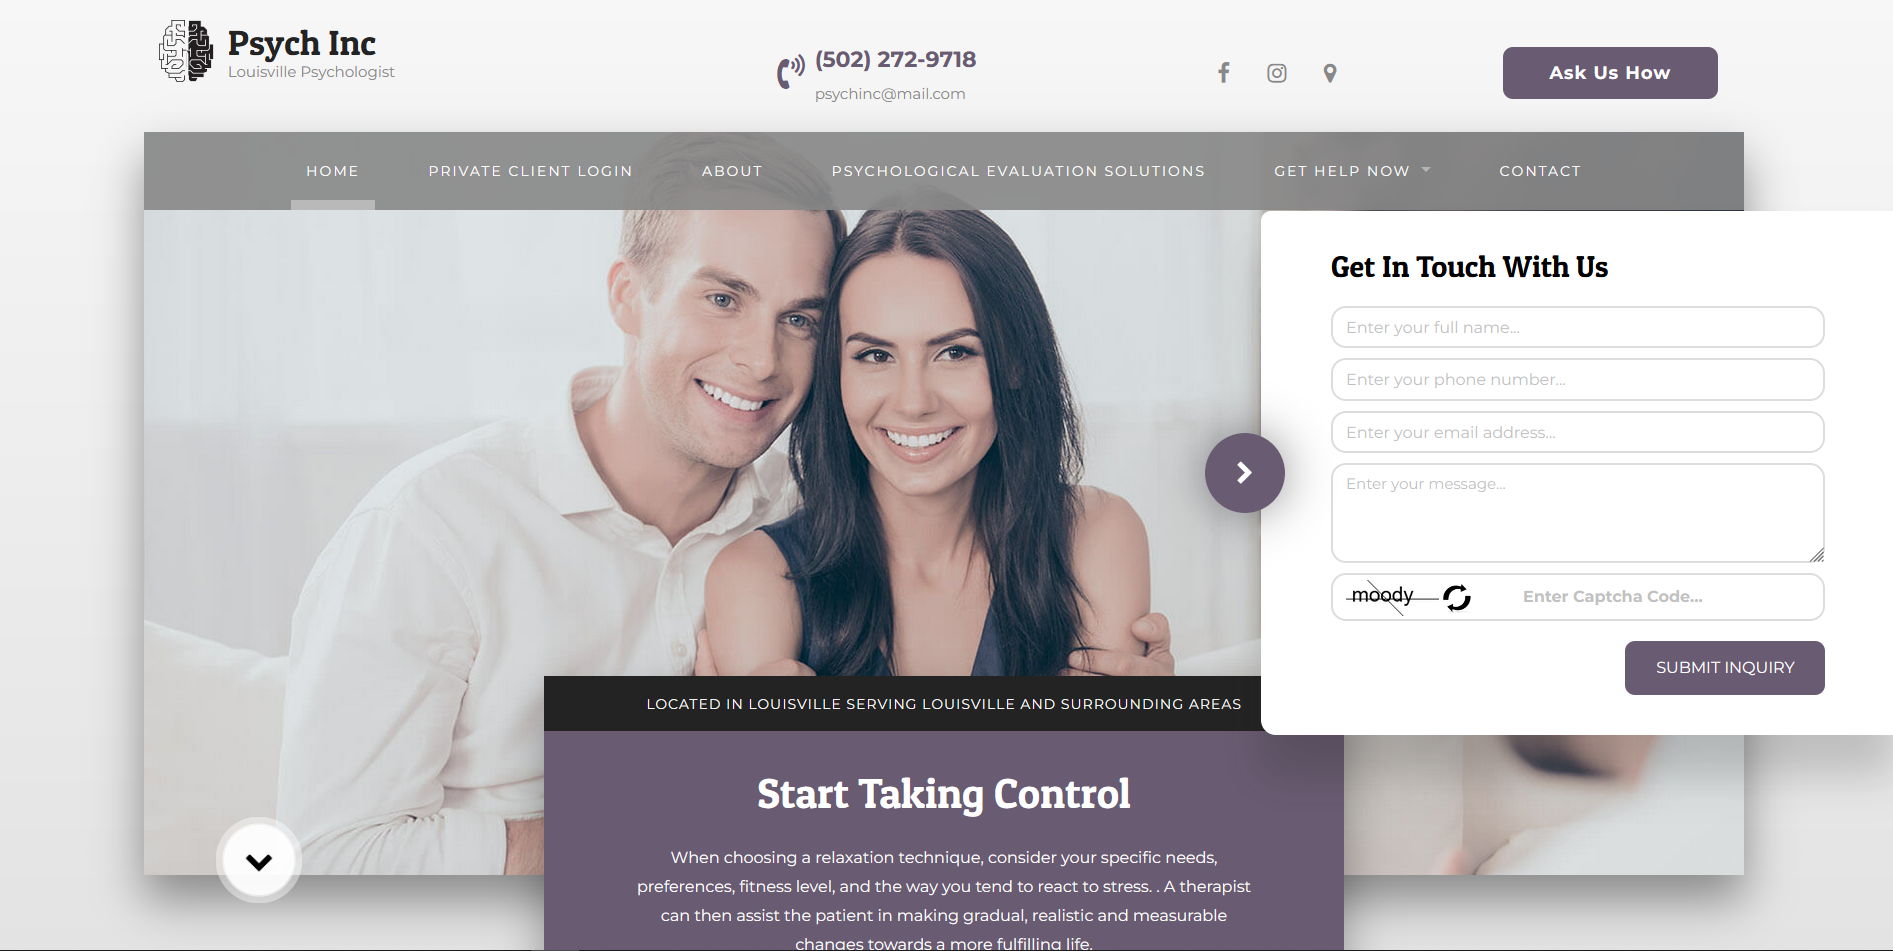 Psych Inc
Louisville Psychologist
(502) 272-9718
psychinc@mail.com
Ask Us How
HOME
PRIVATE CLIENT LOGIN
ABOUT
PSYCHOLOGICAL EVALUATION SOLUTIONS
GET HELP NOW
CONTACT
Get In Touch With Us
Enter your full name...
Enter your phone number...
Enter your email address...
Enter your message...
moody
Enter Captcha Code...
SUBMIT INQUIRY
LOCATED IN LOUISVILLE SERVING LOUISVILLE AND SURROUNDING AREAS
Start Taking Control
When choosing a relaxation technique, consider your specific needs,
preferences, fitness level, and the way you tend to react to stress. . A therapist
can then assist the patient in making gradual, realistic and measurable
changes towards a more fulfilling life.